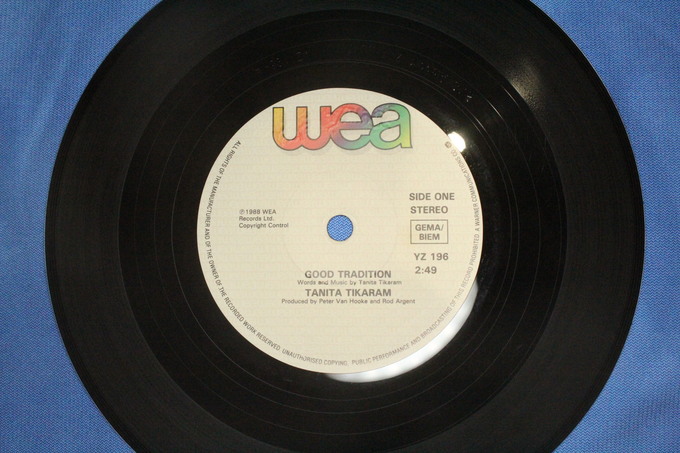 wea
SIDE ONE
STEREO
GEMA/
BIEM
YZ 196
2:49
℗1988 WEA
Records Ltd.
Copyright Control
GOOD TRADITION
Words and Music by Tanita Tikaram
TANITA TIKARAM
Produced by Peter Van Hooke and Rod Argent
ALL RIGHTS OF THE MANUFACTURER AND OF THE OWNER OF THE RECORDED WORK RESERVED. UNAUTHORISED COPYING, PUBLIC PERFORMANCE AND BROADCASTING OF THIS RECORD PROHIBITED. A WARNER COMMUNICATIONS CO.